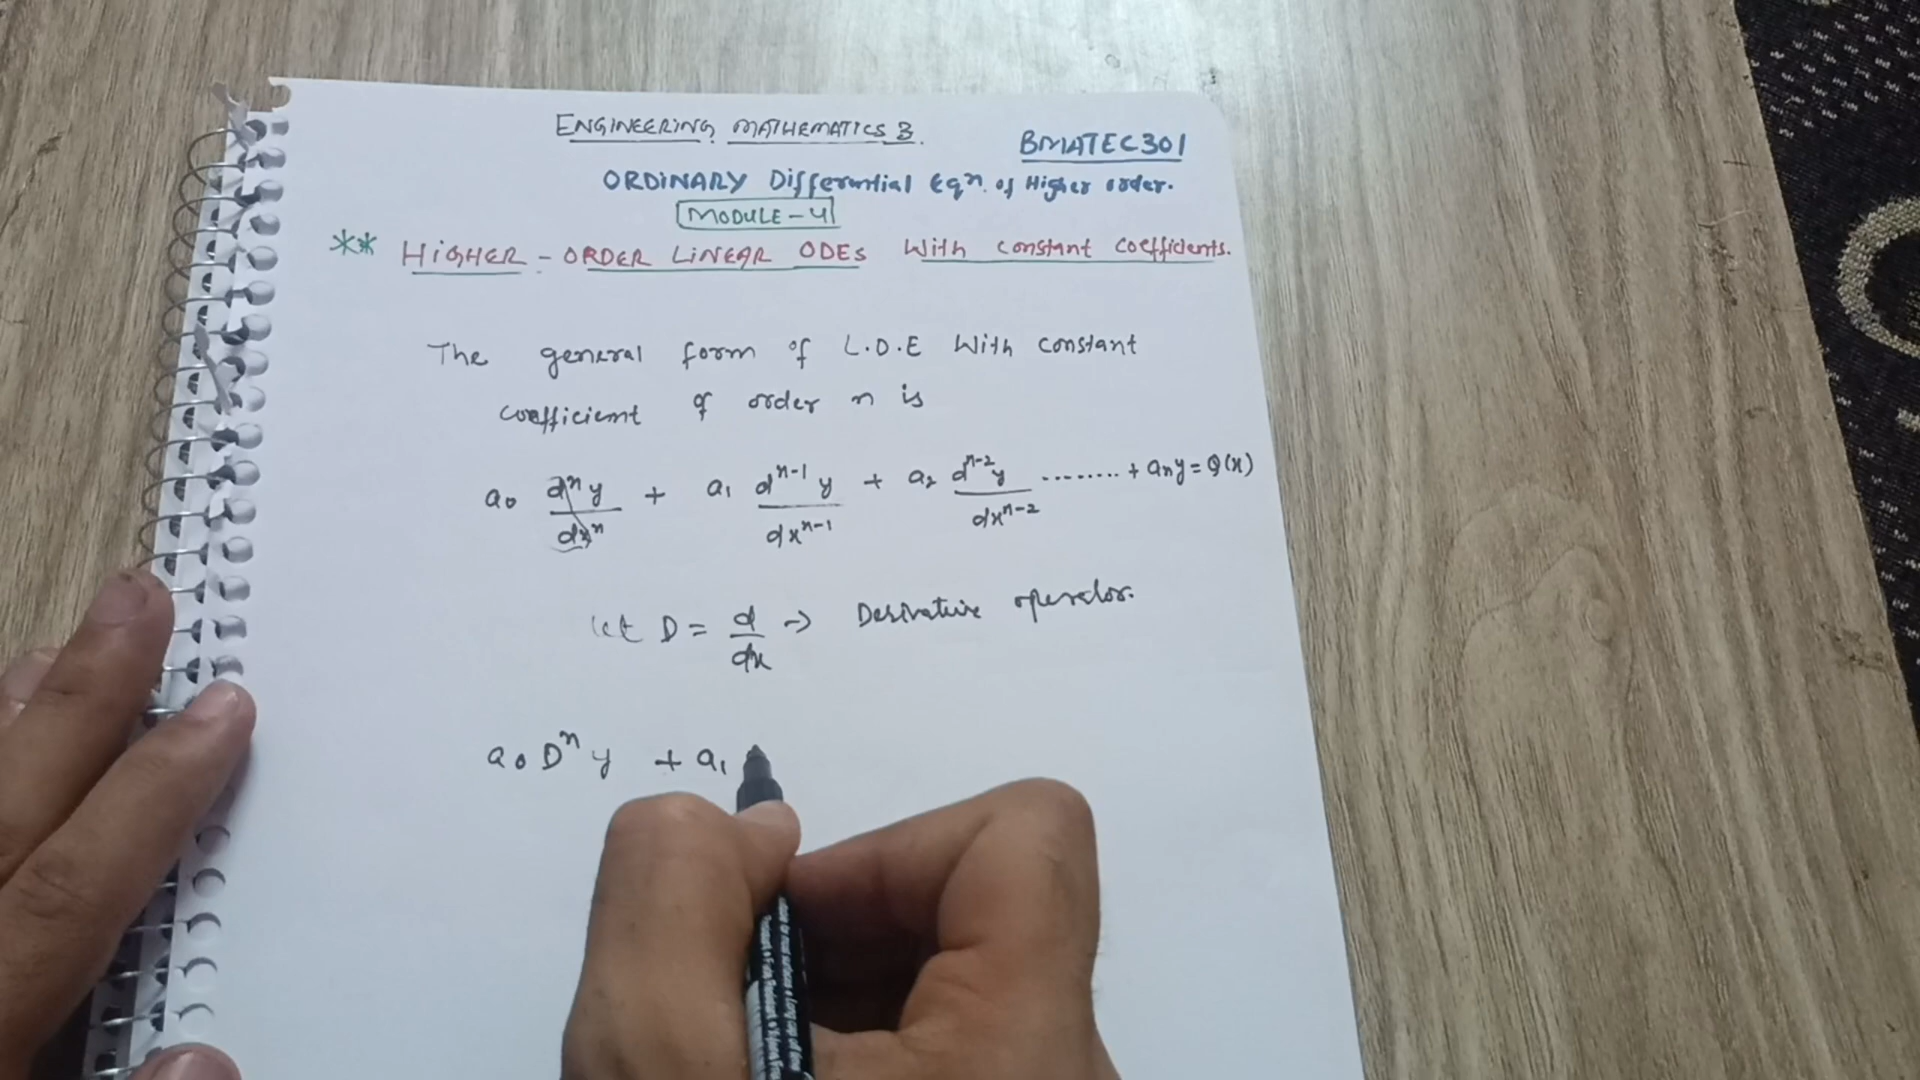 ENGINEERING MATHEMATICS 3
BMATEC301
ORDINARY Differential Eqⁿ. of Higher order.
MODULE-4
** HIGHER-ORDER LINEAR ODEs With constant coefficients.
The general form of L.D.E With constant
coefficient of order n is
a₀ dⁿy/dxⁿ + a₁ dⁿ⁻¹y/dxⁿ⁻¹ + a₂ dⁿ⁻²y/dxⁿ⁻² ........ + aₙy = Q(x)
let D = d/dx → Derivative operator.
a₀ Dⁿ y + a₁